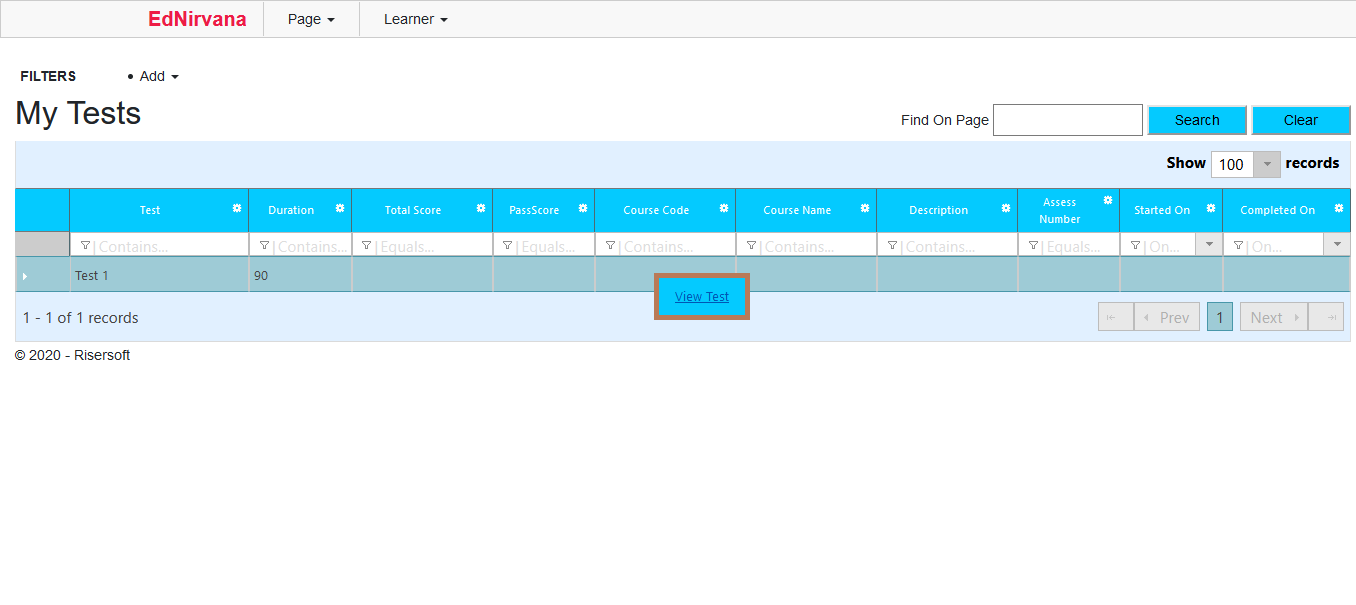 EdNirvana Page Learner
FILTERS • Add
My Tests
Find On Page Search Clear
Show 100 records
Test Duration Total Score PassScore Course Code Course Name Description Assess Number Started On Completed On
Contains... Contains... Equals... Equals... Contains... Contains... Contains... Equals... On... On...
Test 1 90
View Test
1 - 1 of 1 records Prev 1 Next
© 2020 - Risersoft